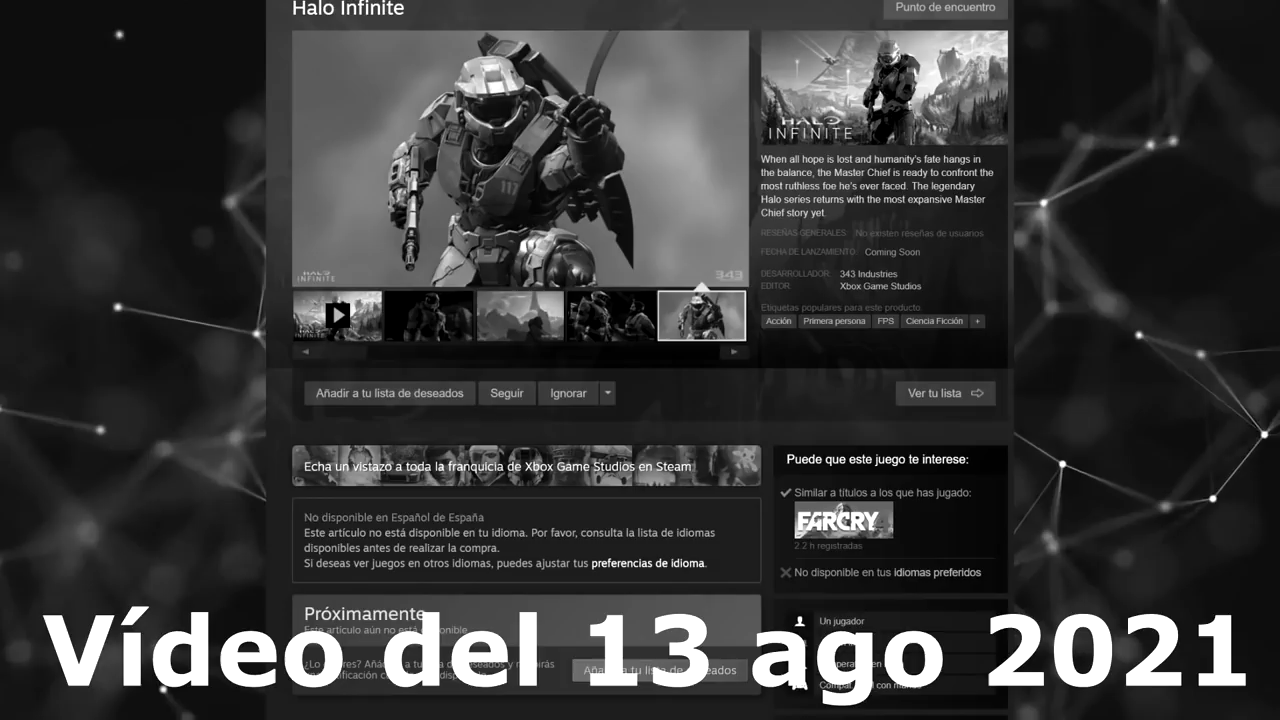 Halo Infinite
Punto de encuentro
117
HALO
INFINITE
343
HALO
INFINITE
When all hope is lost and humanity's fate hangs in
the balance, the Master Chief is ready to confront the
most ruthless foe he's ever faced. The legendary
Halo series returns with the most expansive Master
Chief story yet.
RESEÑAS GENERALES: No existen reseñas de usuarios
FECHA DE LANZAMIENTO: Coming Soon
DESARROLLADOR: 343 Industries
EDITOR: Xbox Game Studios
Etiquetas populares para este producto:
Acción Primera persona FPS Ciencia Ficción +
Añadir a tu lista de deseados Seguir Ignorar
Ver tu lista
Echa un vistazo a toda la franquicia de Xbox Game Studios en Steam
No disponible en Español de España
Este artículo no está disponible en tu idioma. Por favor, consulta la lista de idiomas
disponibles antes de realizar la compra.
Si deseas ver juegos en otros idiomas, puedes ajustar tus preferencias de idioma.
Puede que este juego te interese:
Similar a títulos a los que has jugado:
FARCRY
2.2 h registradas
No disponible en tus idiomas preferidos
Próximamente
Este artículo aún no está disponible
Un jugador
Vídeo del 13 ago 2021